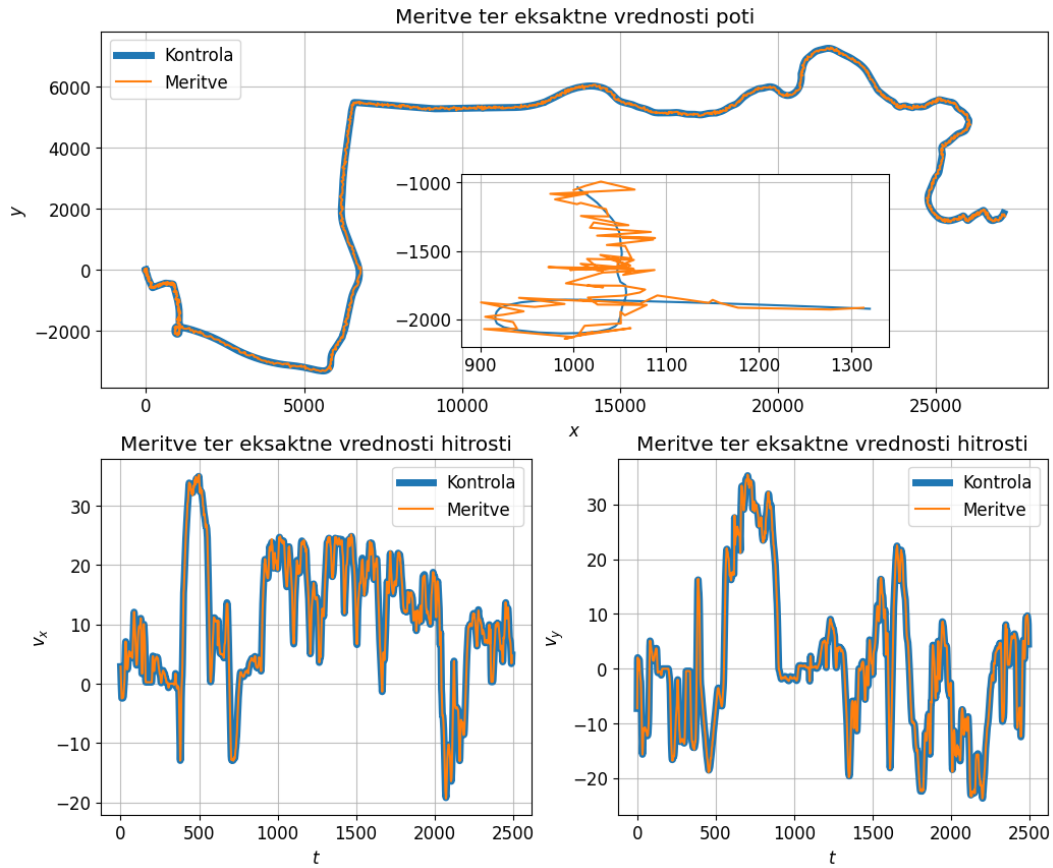 Meritve ter eksaktne vrednosti poti
Kontrola
Meritve
y
6000
4000
2000
0
−2000
0
5000
10000
15000
20000
25000
x
−1000
−1500
−2000
900
1000
1100
1200
1300
Meritve ter eksaktne vrednosti hitrosti
Kontrola
Meritve
v_x
30
20
10
0
−10
−20
0
500
1000
1500
2000
2500
t
Meritve ter eksaktne vrednosti hitrosti
Kontrola
Meritve
v_y
30
20
10
0
−10
−20
0
500
1000
1500
2000
2500
t